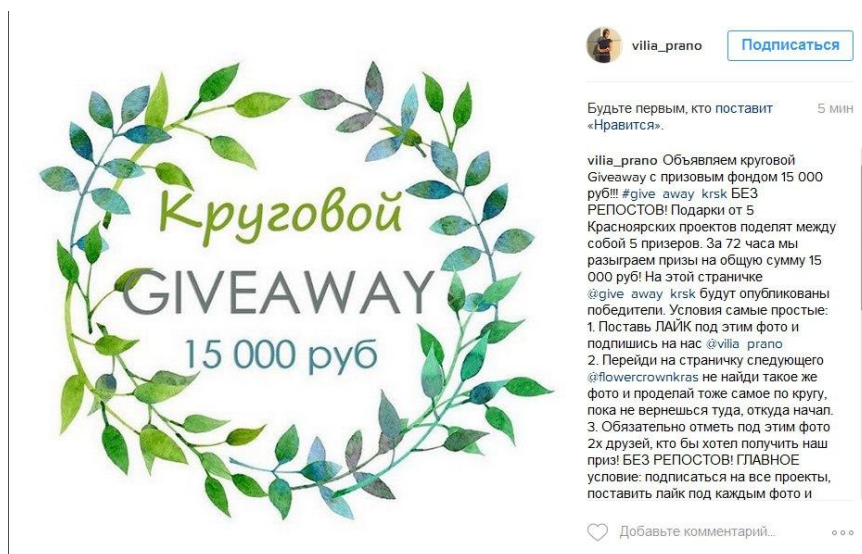 Круговой
GIVEAWAY
15 000 руб
vilia_prano
Подписаться
Будьте первым, кто поставит
«Нравится».
5 мин
vilia_prano Объявляем круговой
Giveaway с призовым фондом 15 000
руб!!! #give_away_krsk БЕЗ
РЕПОСТОВ! Подарки от 5
Красноярских проектов поделят между
собой 5 призеров. За 72 часа мы
разыграем призы на общую сумму 15
000 руб! На этой страничке
@give_away_krsk будут опубликованы
победители. Условия самые простые:
1. Поставь ЛАЙК под этим фото и
подпишись на нас @vilia_prano
2. Перейди на страничку следующего
@flowercrownkras не найди такое же
фото и проделай тоже самое по кругу,
пока не вернешься туда, откуда начал.
3. Обязательно отметь под этим фото
2х друзей, кто бы хотел получить наш
приз! БЕЗ РЕПОСТОВ! ГЛАВНОЕ
условие: подписаться на все проекты,
поставить лайк под каждым фото и
Добавьте комментарий...